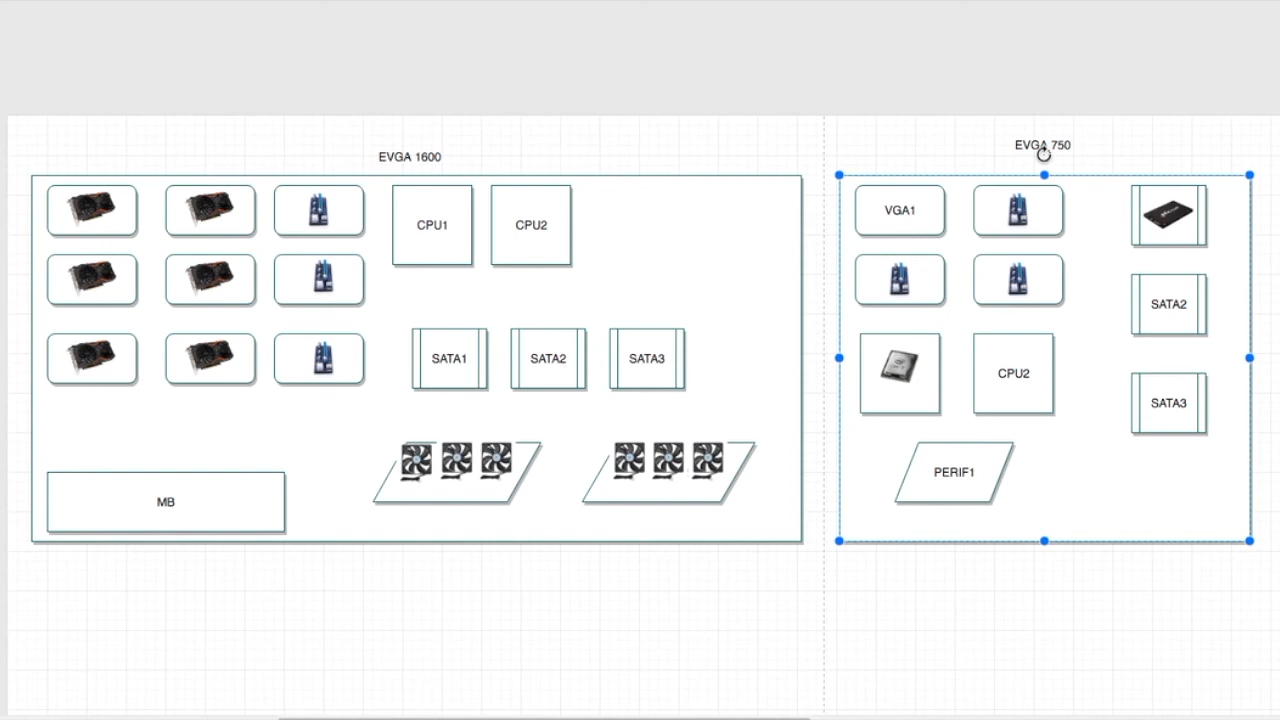 EVGA 1600
CPU1
CPU2
SATA1
SATA2
SATA3
MB
EVGA 750
VGA1
SATA2
CPU2
SATA3
PERIF1